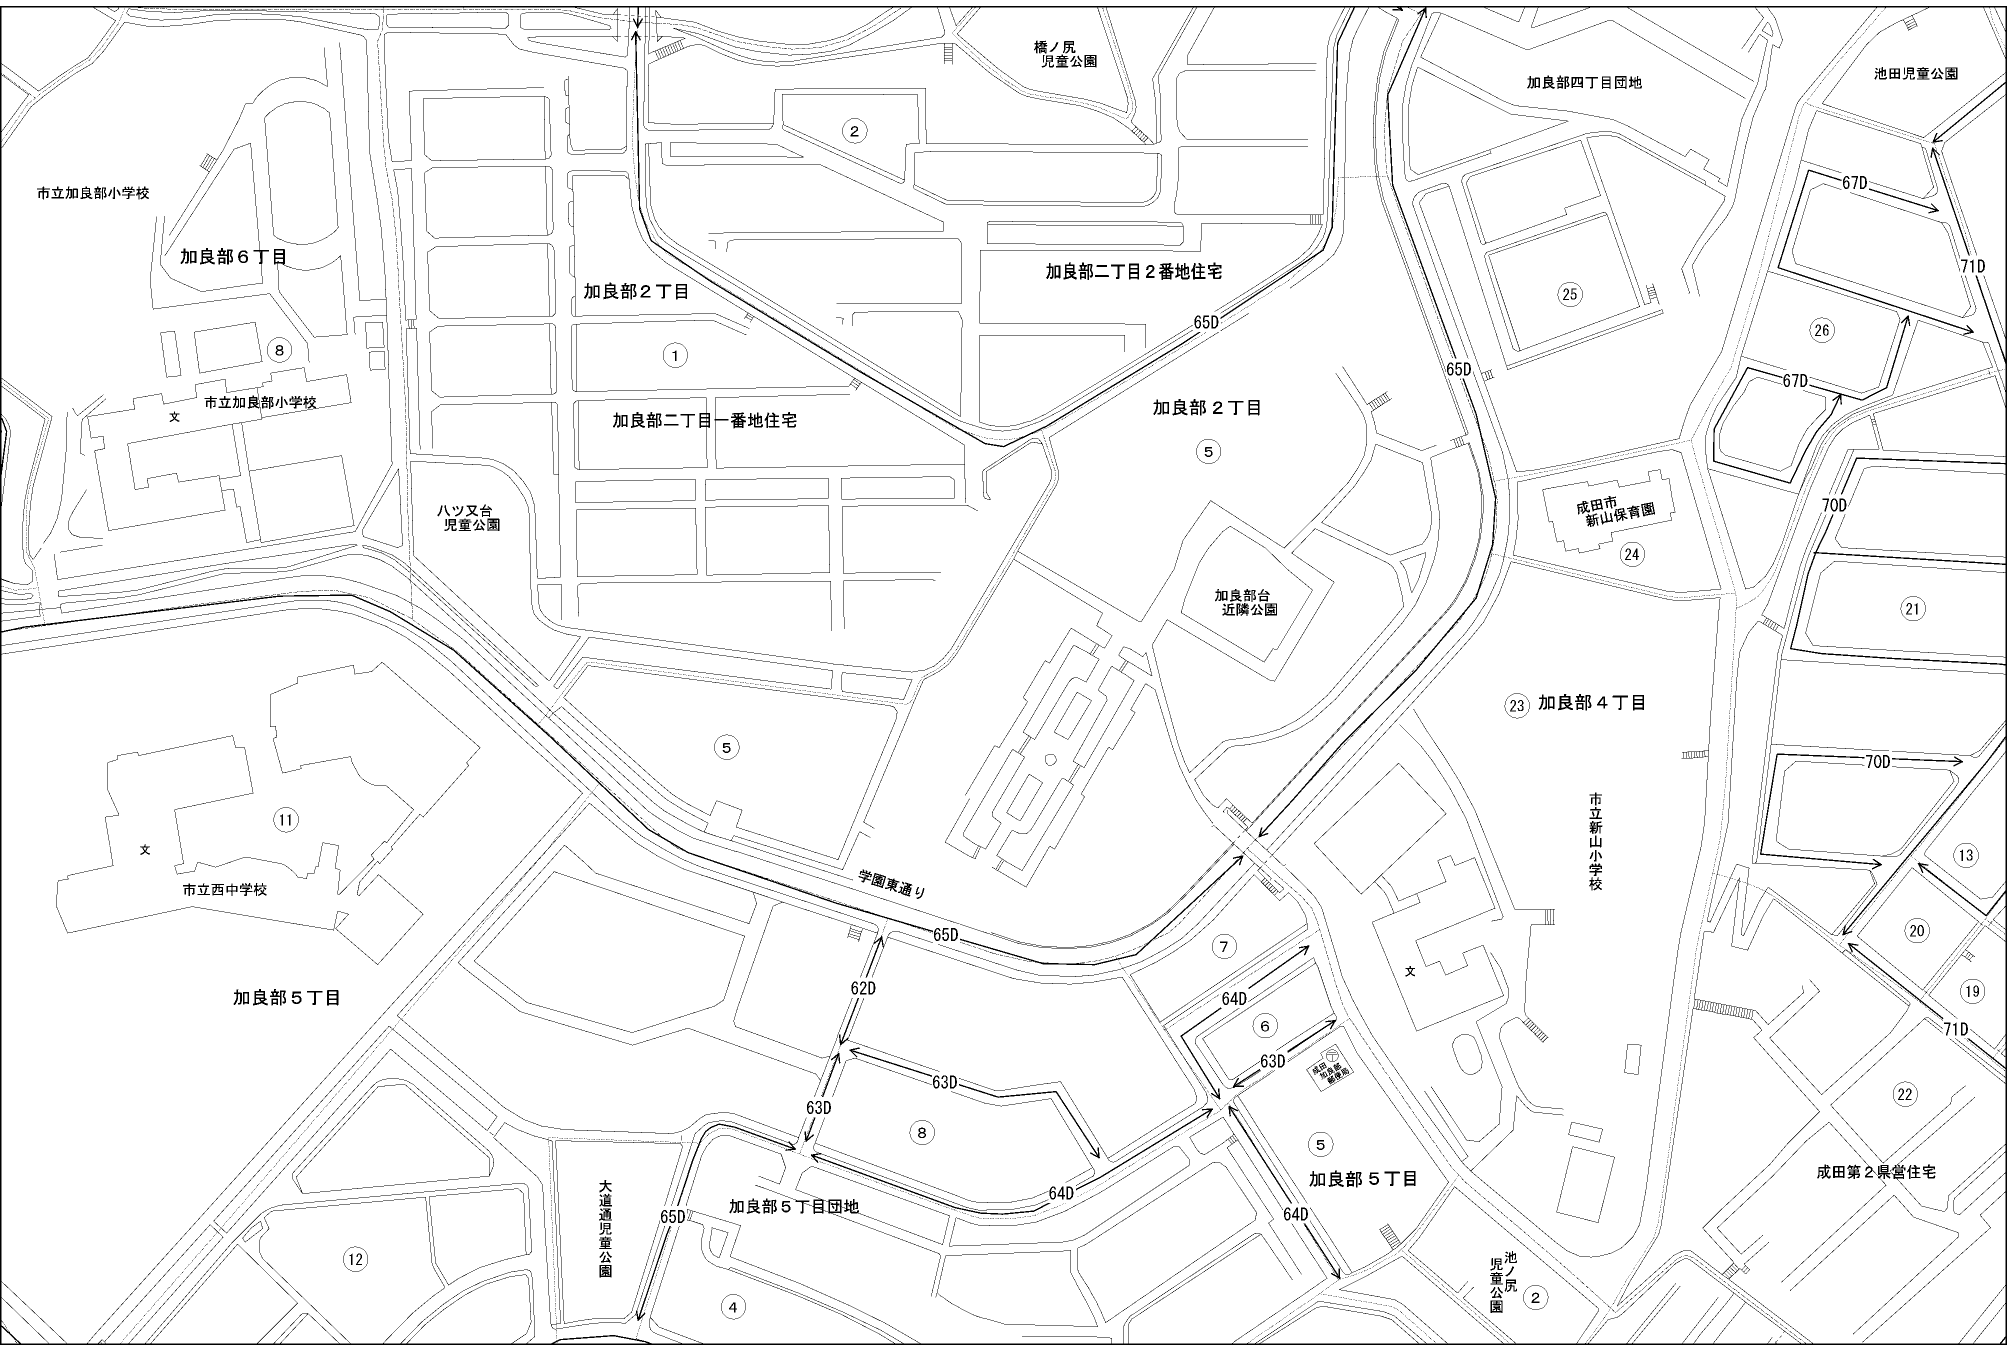 橋ノ尻
児童公園
加良部四丁目団地
池田児童公園
2
67D
市立加良部小学校
加良部６丁目
加良部２丁目
加良部二丁目２番地住宅
71D
25
65D
26
8
1
65D
67D
市立加良部小学校
文
加良部二丁目一番地住宅
加良部２丁目
5
八ツ又台
児童公園
成田市
新山保育園
70D
24
加良部台
近隣公園
21
23
加良部４丁目
5
70D
11
市立新山小学校
文
13
市立西中学校
学園東通り
65D
7
20
文
加良部５丁目
62D
64D
19
6
71D
63D
成田
加良部
郵便局
63D
63D
22
8
5
大道通児童公園
加良部５丁目団地
64D
加良部５丁目
成田第２県営住宅
65D
64D
12
池ノ尻
児童公園
4
2